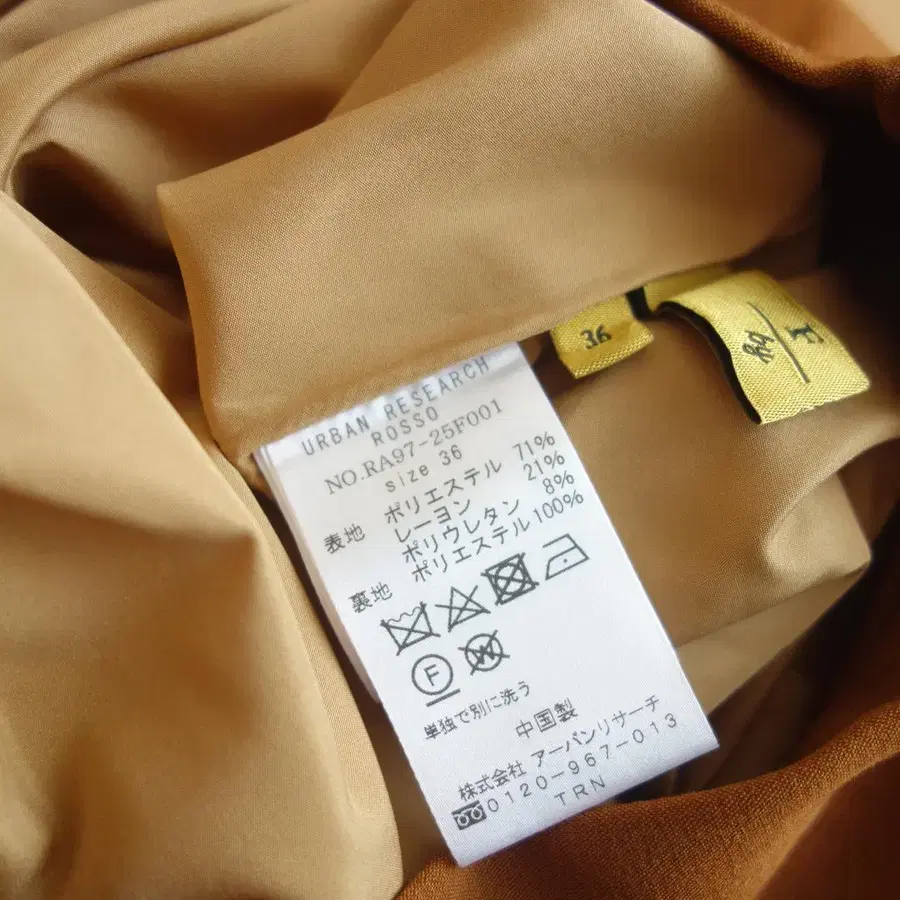 URBAN RESEARCH
ROSSO
NO.RA97-25F001
size 36
表地 ポリエステル 71%
レーヨン 21%
ポリウレタン 8%
裏地 ポリエステル 100%
F
W
単独で別に洗う
中国製
株式会社 アーバンリサーチ
0120-967-013
TRN
36
by